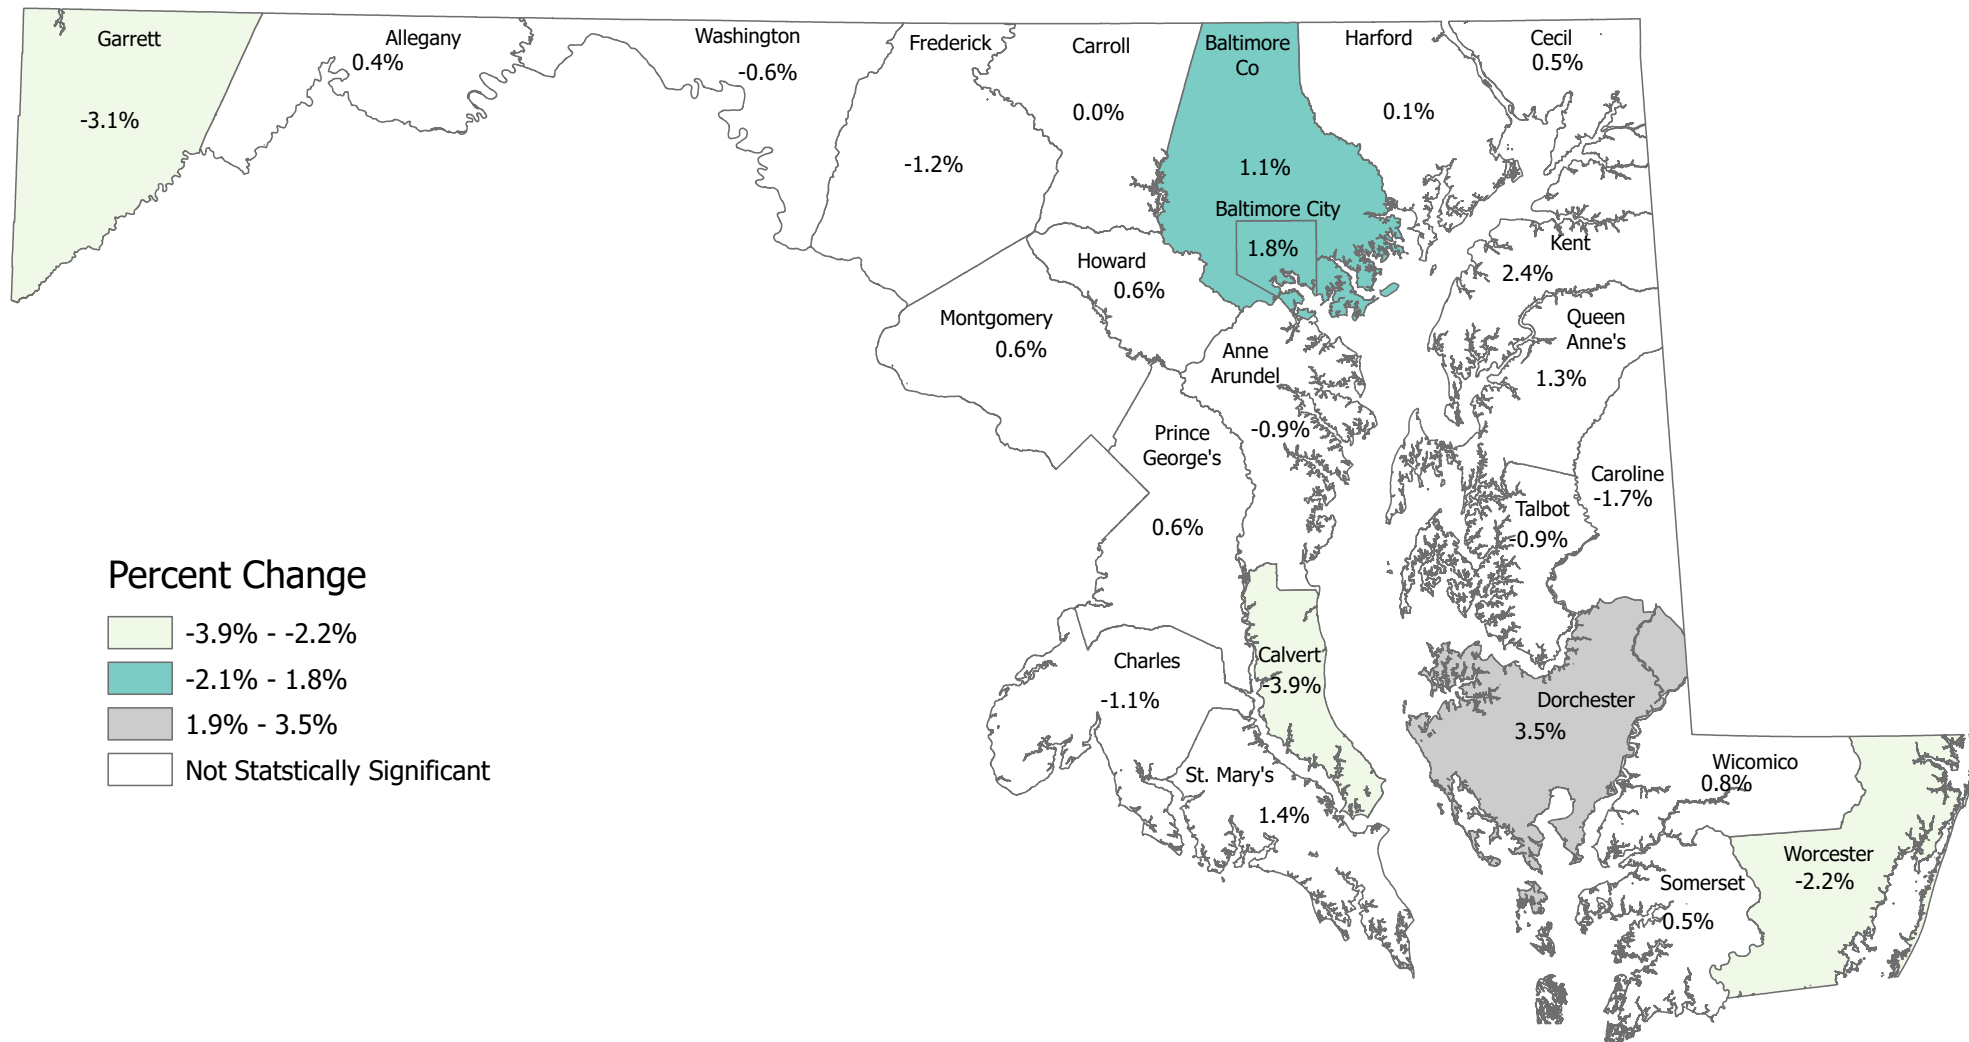 Garrett
-3.1%
Allegany
0.4%
Washington
-0.6%
Frederick
-1.2%
Carroll
0.0%
Baltimore
Co
1.1%
Baltimore City
1.8%
Harford
0.1%
Cecil
0.5%
Kent
2.4%
Queen
Anne's
1.3%
Howard
0.6%
Montgomery
0.6%
Anne
Arundel
-0.9%
Prince
George's
0.6%
Caroline
-1.7%
Talbot
-0.9%
Percent Change
-3.9% - -2.2%
-2.1% - 1.8%
1.9% - 3.5%
Not Statstically Significant
Charles
-1.1%
Calvert
-3.9%
St. Mary's
1.4%
Dorchester
3.5%
Wicomico
0.8%
Worcester
-2.2%
Somerset
0.5%